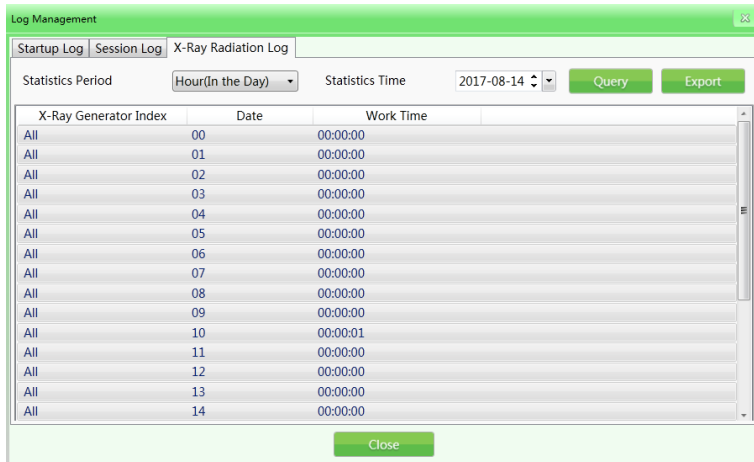 Log Management
Startup Log Session Log X-Ray Radiation Log
Statistics Period Hour(In the Day) Statistics Time 2017-08-14 Query Export
X-Ray Generator Index Date Work Time
All 00 00:00:00
All 01 00:00:00
All 02 00:00:00
All 03 00:00:00
All 04 00:00:00
All 05 00:00:00
All 06 00:00:00
All 07 00:00:00
All 08 00:00:00
All 09 00:00:00
All 10 00:00:01
All 11 00:00:00
All 12 00:00:00
All 13 00:00:00
All 14 00:00:00
Close